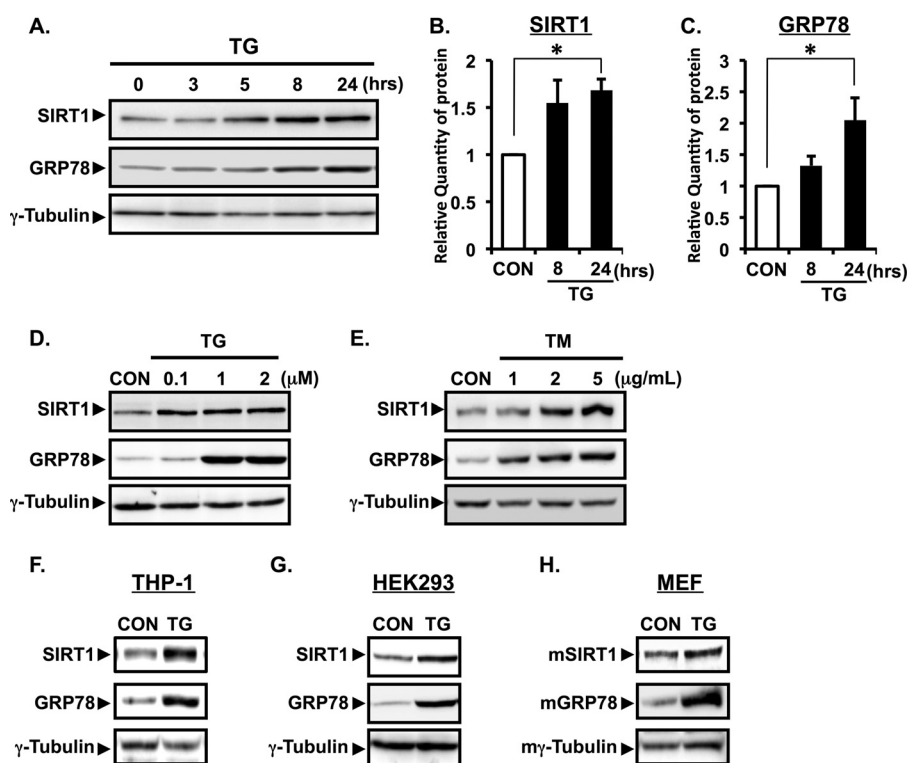 A.
TG
0 3 5 8 24 (hrs)
SIRT1
GRP78
γ-Tubulin
B.
SIRT1
*
Relative Quantity of protein
2
1.5
1
0.5
0
CON 8 24 (hrs)
TG
C.
GRP78
*
Relative Quantity of protein
3
2.5
2
1.5
1
0.5
0
CON 8 24 (hrs)
TG
D.
TG
CON 0.1 1 2 (μM)
SIRT1
GRP78
γ-Tubulin
E.
TM
CON 1 2 5 (μg/mL)
SIRT1
GRP78
γ-Tubulin
F.
THP-1
CON TG
SIRT1
GRP78
γ-Tubulin
G.
HEK293
CON TG
SIRT1
GRP78
γ-Tubulin
H.
MEF
CON TG
mSIRT1
mGRP78
mγ-Tubulin